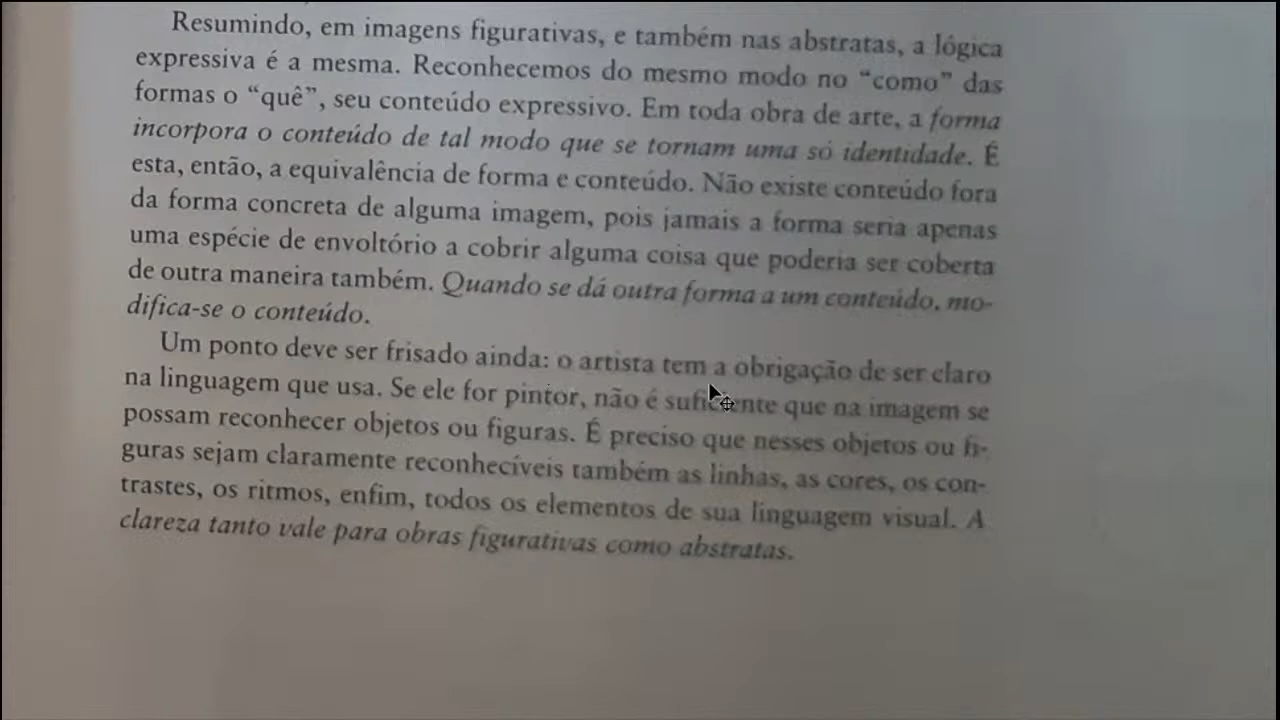 Resumindo, em imagens figurativas, e também nas abstratas, a lógica
expressiva é a mesma. Reconhecemos do mesmo modo no “como” das
formas o “quê”, seu conteúdo expressivo. Em toda obra de arte, a forma
incorpora o conteúdo de tal modo que se tornam uma só identidade. É
esta, então, a equivalência de forma e conteúdo. Não existe conteúdo fora
da forma concreta de alguma imagem, pois jamais a forma seria apenas
uma espécie de envoltório a cobrir alguma coisa que poderia ser coberta
de outra maneira também. Quando se dá outra forma a um conteúdo, mo-
difica-se o conteúdo.
Um ponto deve ser frisado ainda: o artista tem a obrigação de ser claro
na linguagem que usa. Se ele for pintor, não é suficiente que na imagem se
possam reconhecer objetos ou figuras. É preciso que nesses objetos ou fi-
guras sejam claramente reconhecíveis também as linhas, as cores, os con-
trastes, os ritmos, enfim, todos os elementos de sua linguagem visual. A
clareza tanto vale para obras figurativas como abstratas.